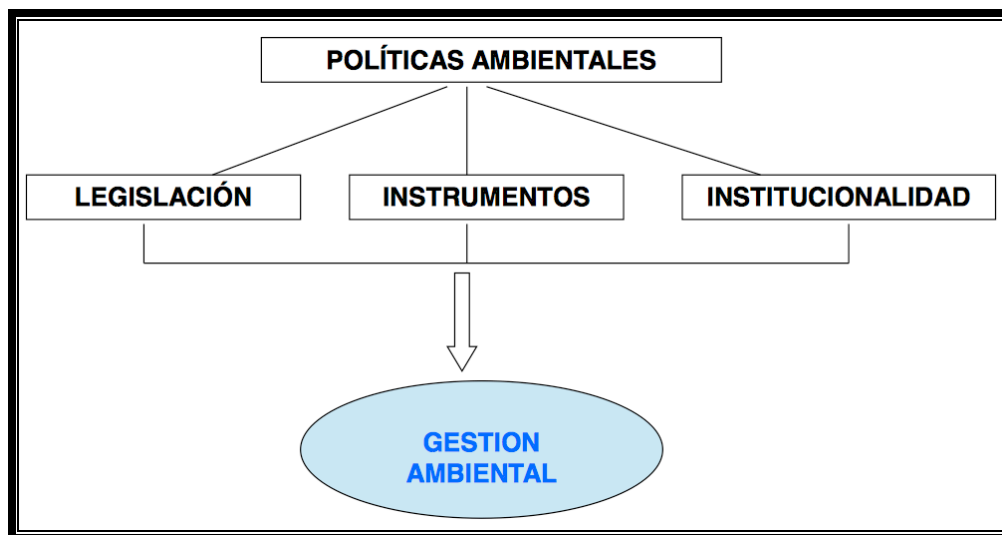 POLÍTICAS AMBIENTALES
LEGISLACIÓN
INSTRUMENTOS
INSTITUCIONALIDAD
GESTION
AMBIENTAL